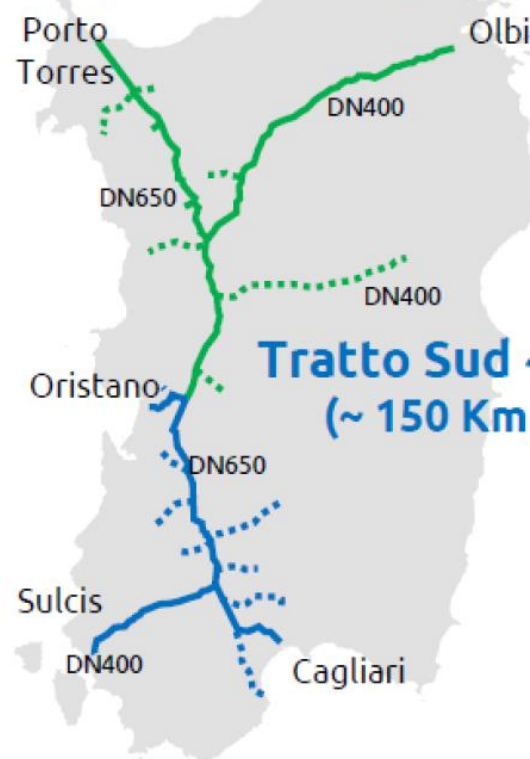 Porto
Torres
Olbi
DN400
DN650
DN400
Tratto Sud
(~ 150 Km
Oristano
DN650
Sulcis
DN400
Cagliari